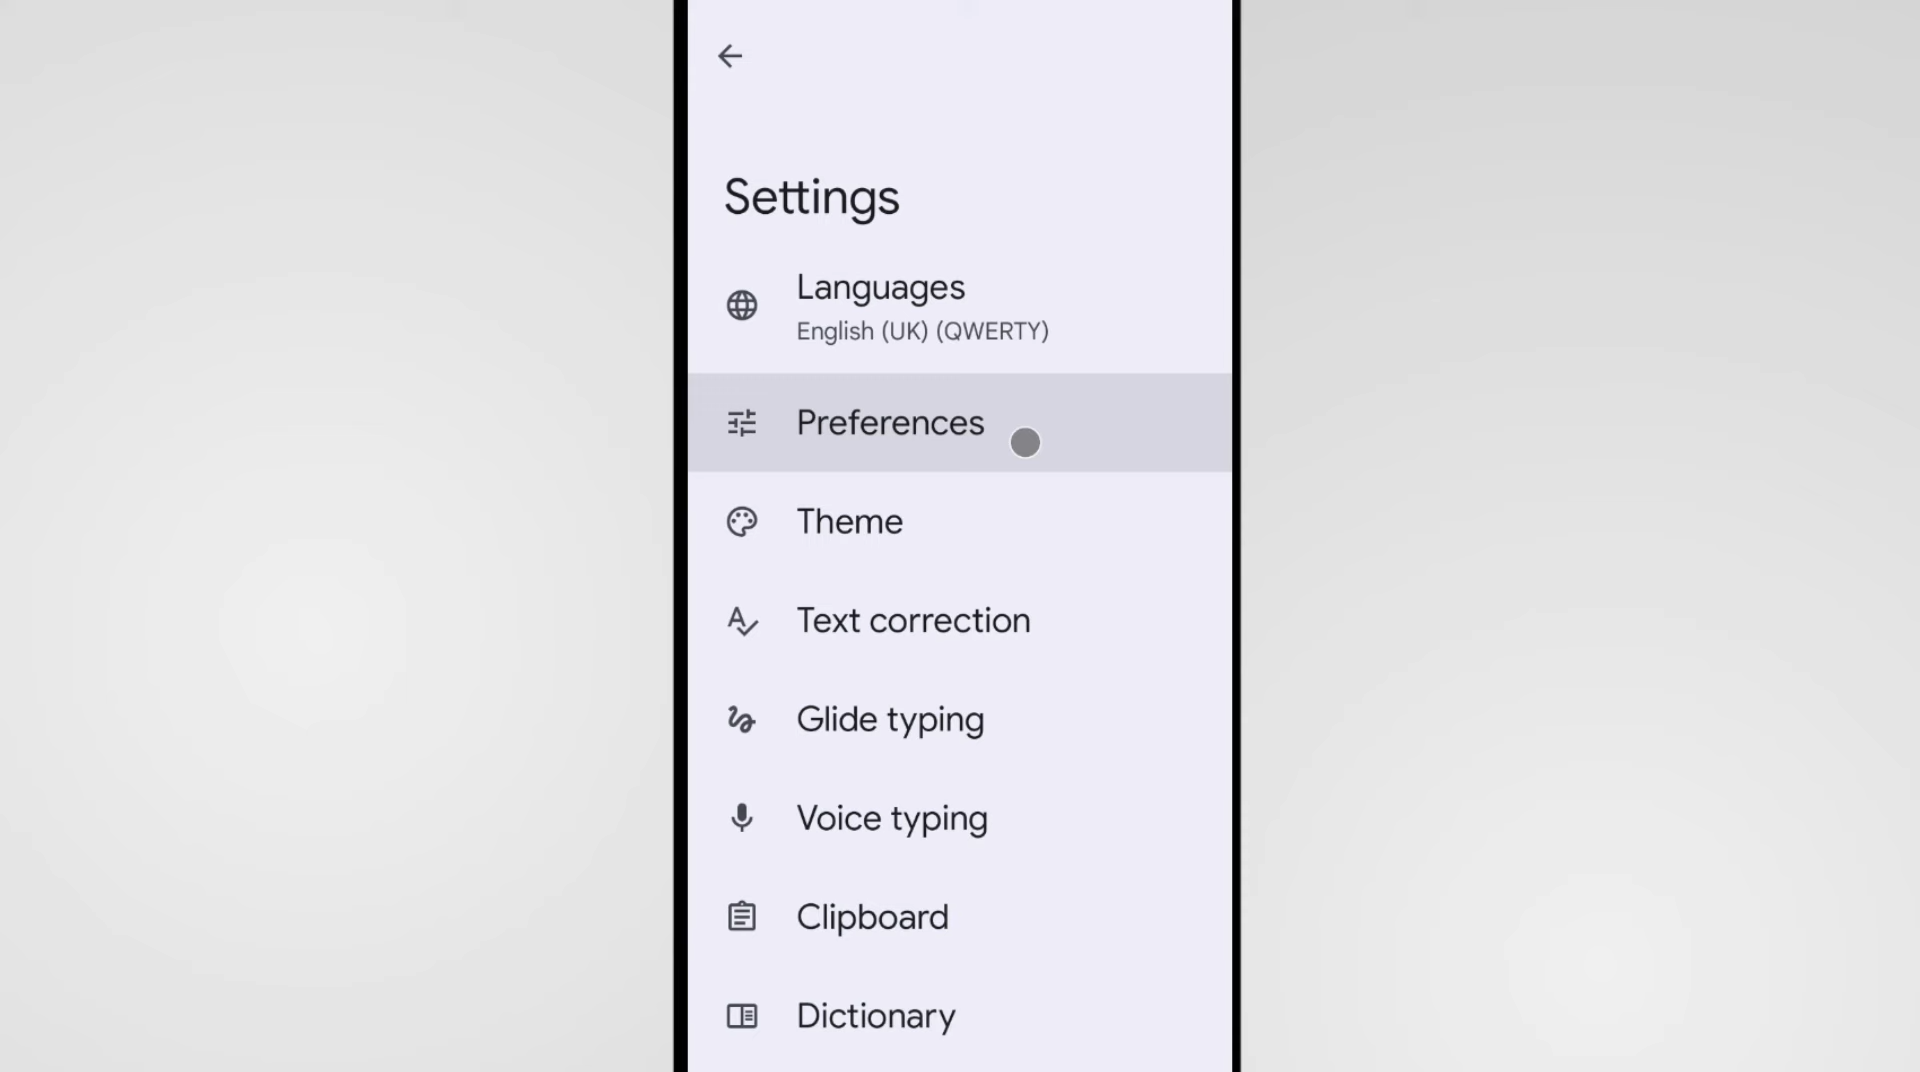 Settings
Languages
English (UK) (QWERTY)
Preferences
Theme
Text correction
Glide typing
Voice typing
Clipboard
Dictionary